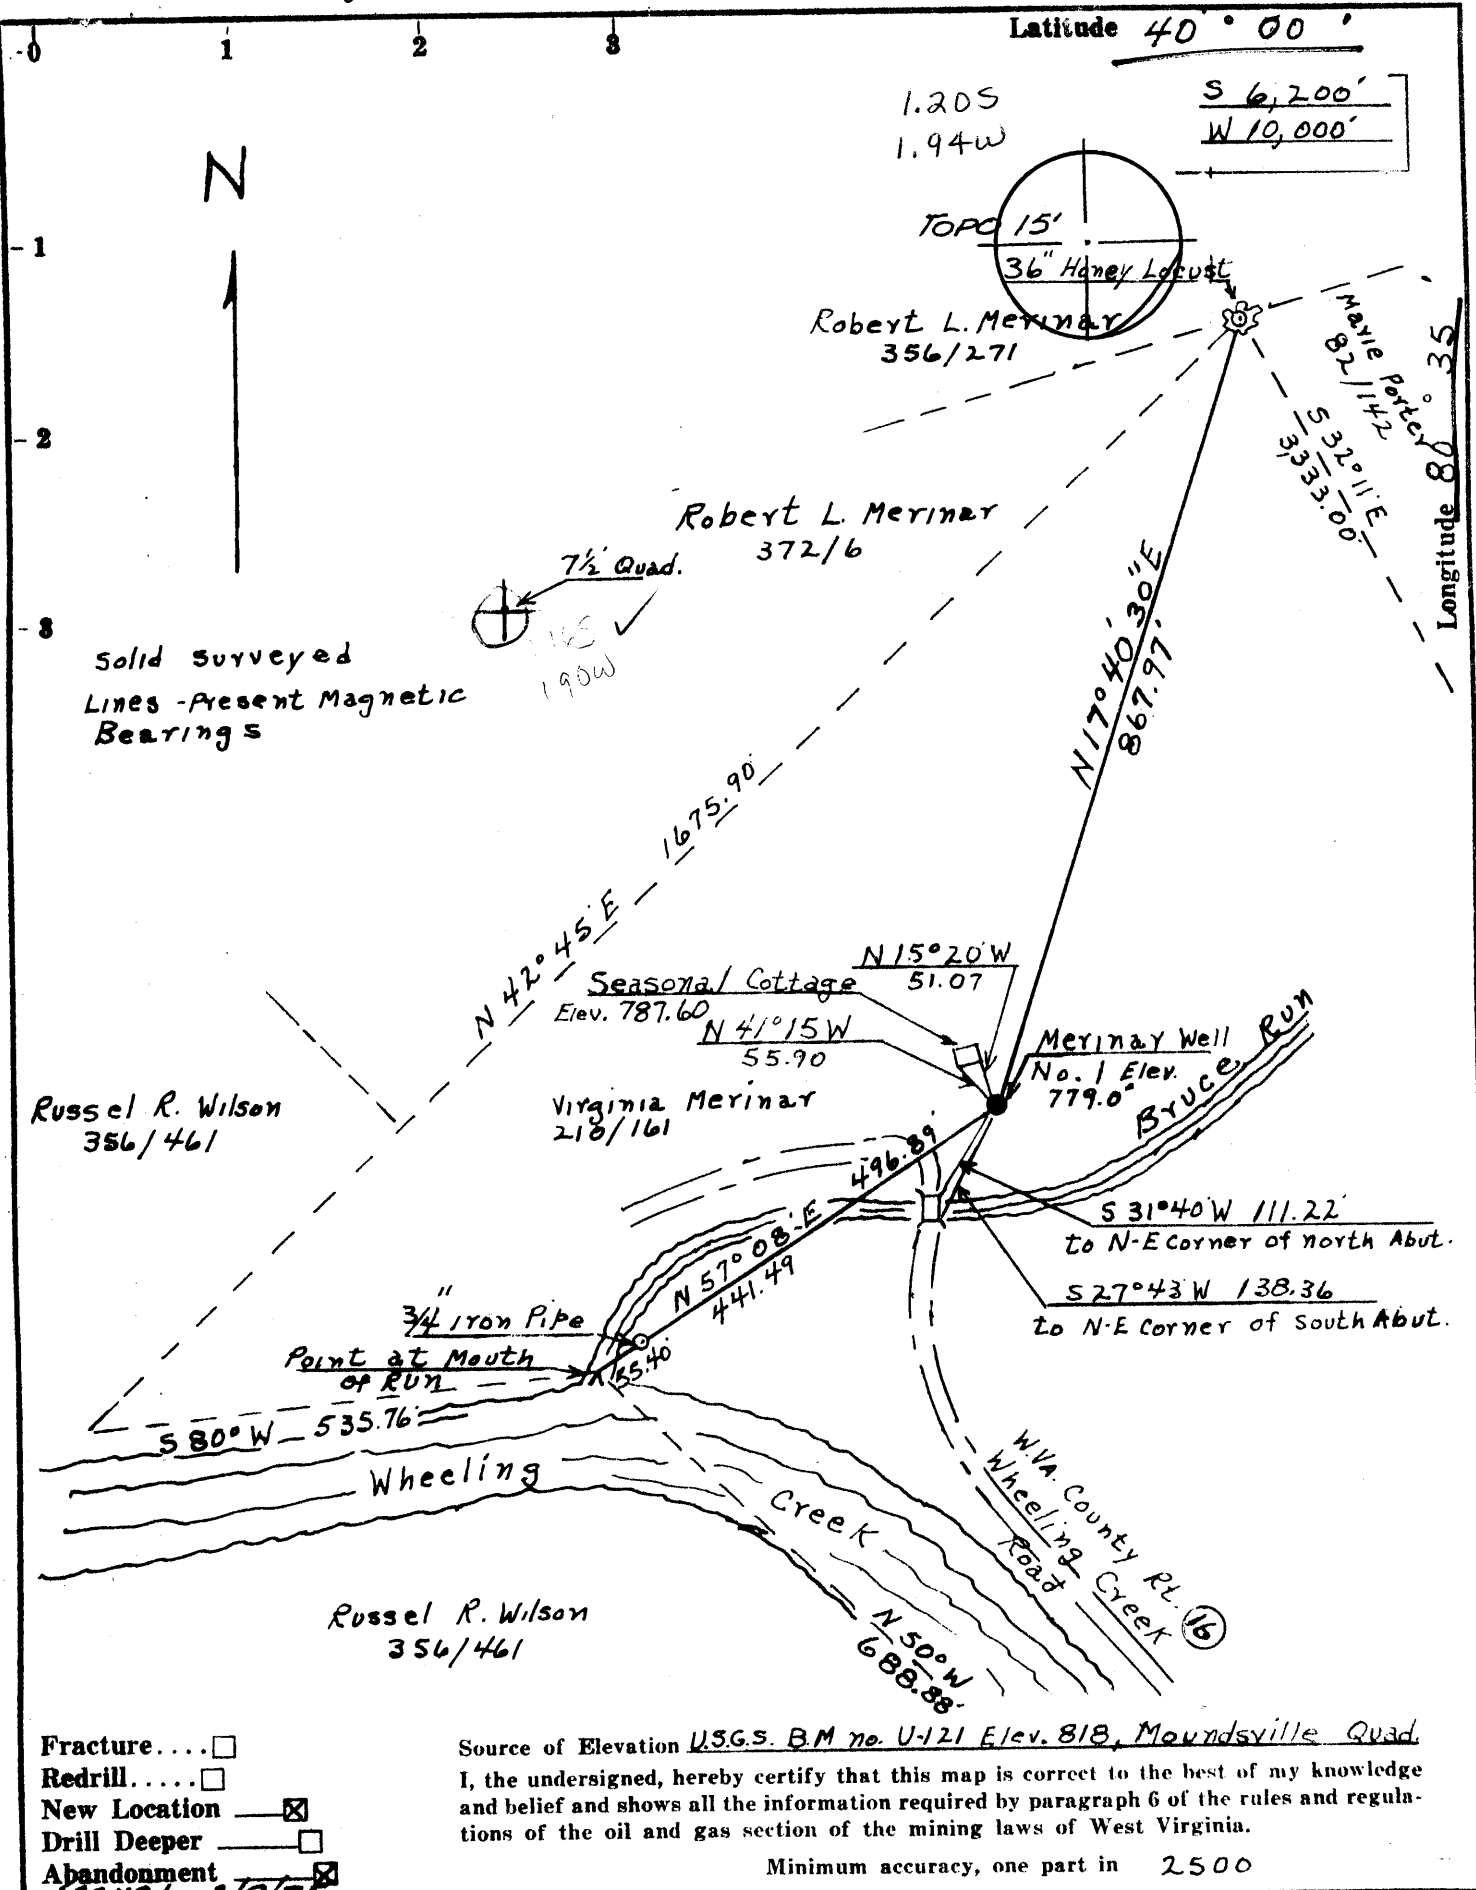 0 1 2 3
Latitude 40° 00'
1.20S
1.94W
S 6,200'
W 10,000'
N
TOPO 15'
- 1
36" Honey Locust
Robert L. Merinar
356/271
Marie Porter
82/142
Longitude 80° 35'
- 2
S 32° 11' E
3,333.00'
Robert L. Merinar
372/6
7½' Quad.
- 3
190W
Solid Surveyed
Lines - Present Magnetic
Bearings
N 17° 40' 30" E
867.97'
N 42° 45' E 1675.90'
N 15° 20' W
51.07
Seasonal Cottage
Elev. 787.60
N 41° 15' W
55.90
Merinar Well
No. 1 Elev.
779.0'
Bruce Run
Russel R. Wilson
356/461
Virginia Merinar
210/161
496.89'
S 31° 40' W 111.22'
to N-E Corner of north Abut.
N 57° 08' E
441.49
S 27° 43' W 138.36
to N-E Corner of South Abut.
3/4" iron Pipe
Point at Mouth
of Run
55.40
S 80° W 535.76
Wheeling Creek
W.VA. County Rt. 16
Wheeling Creek
Road
Russel R. Wilson
356/461
N 50° W
688.88'
Fracture....
Redrill.....
New Location
Drill Deeper
Abandonment
Source of Elevation U.S.G.S. B.M no. U-121 Elev. 818, Moundsville Quad.
I, the undersigned, hereby certify that this map is correct to the best of my knowledge
and belief and shows all the information required by paragraph 6 of the rules and regula-
tions of the oil and gas section of the mining laws of West Virginia.
Minimum accuracy, one part in 2500